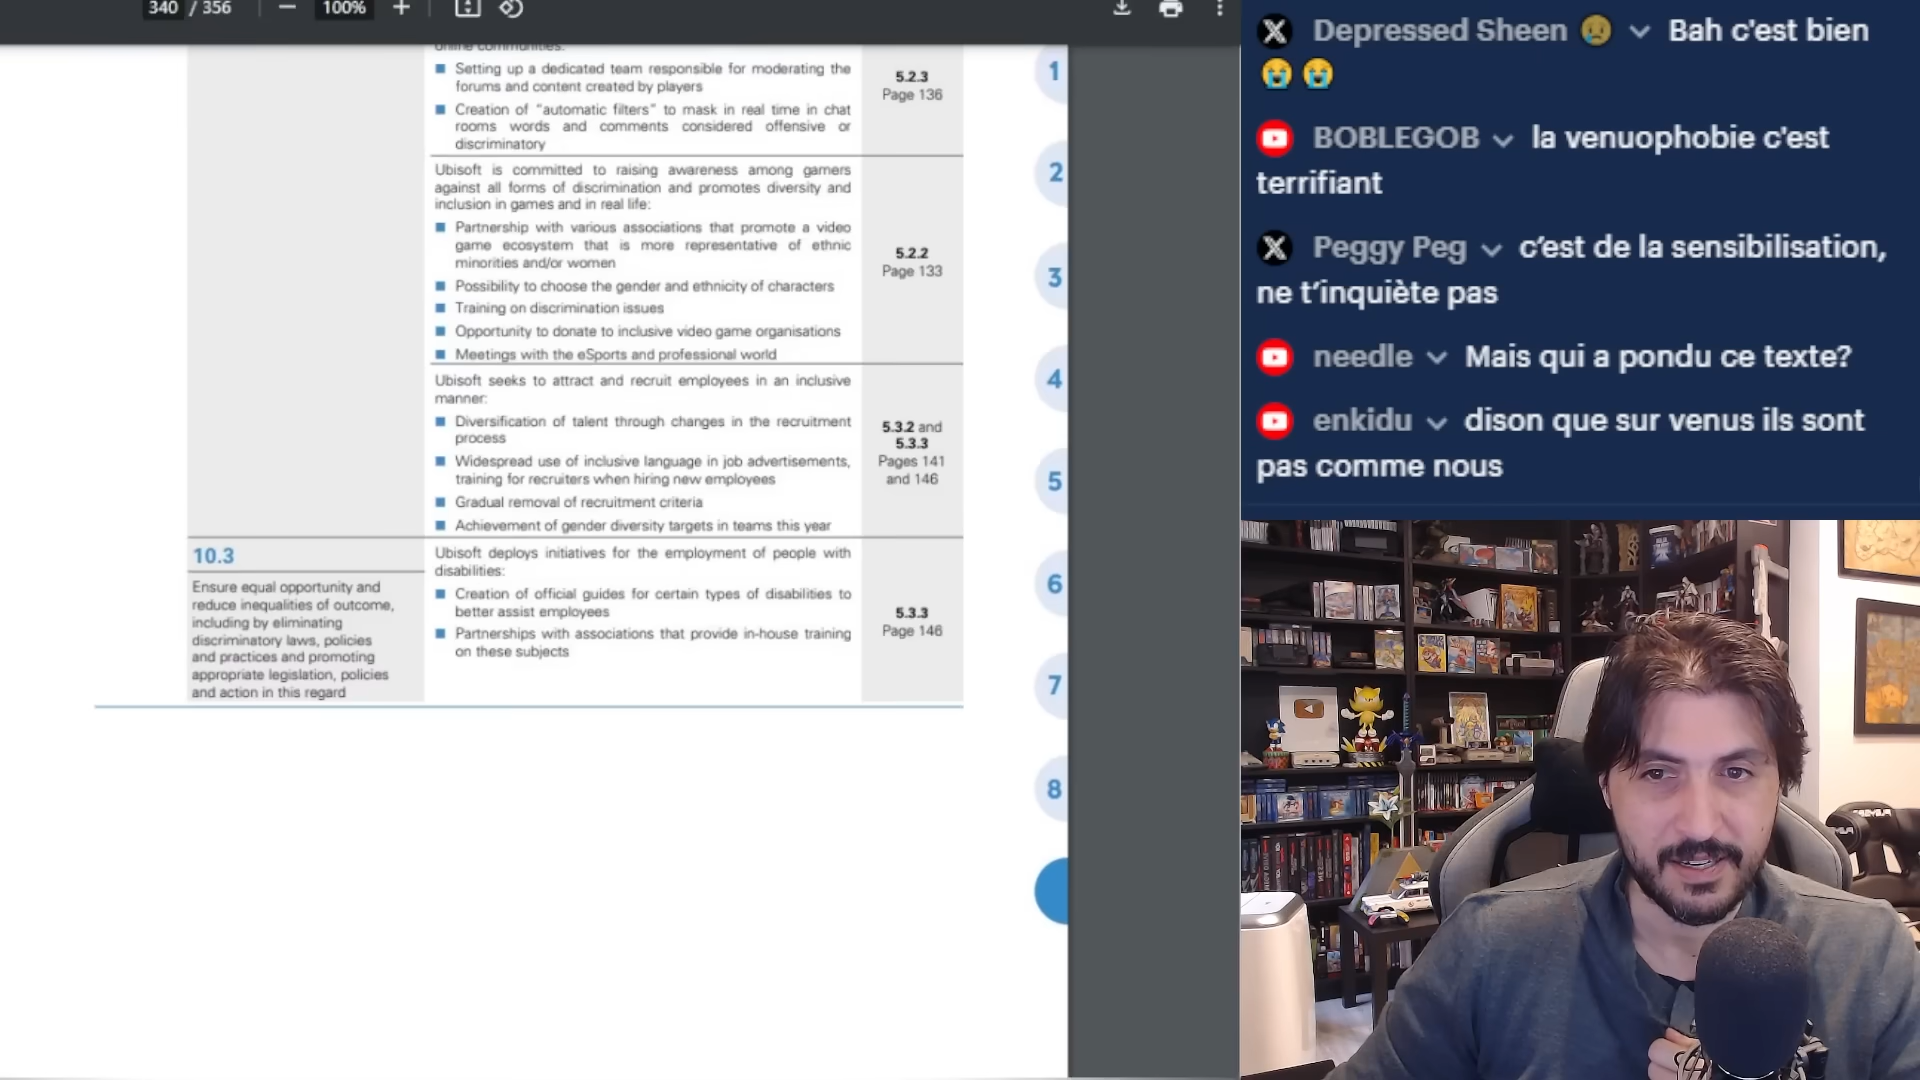 340 / 356
100%
online communities:
Setting up a dedicated team responsible for moderating the
forums and content created by players
Creation of “automatic filters” to mask in real time in chat
rooms words and comments considered offensive or
discriminatory
5.2.3
Page 136
Ubisoft is committed to raising awareness among gamers
against all forms of discrimination and promotes diversity and
inclusion in games and in real life:
Partnership with various associations that promote a video
game ecosystem that is more representative of ethnic
minorities and/or women
Possibility to choose the gender and ethnicity of characters
Training on discrimination issues
Opportunity to donate to inclusive video game organisations
Meetings with the eSports and professional world
5.2.2
Page 133
Ubisoft seeks to attract and recruit employees in an inclusive
manner:
Diversification of talent through changes in the recruitment
process
Widespread use of inclusive language in job advertisements,
training for recruiters when hiring new employees
Gradual removal of recruitment criteria
Achievement of gender diversity targets in teams this year
5.3.2 and
5.3.3
Pages 141
and 146
10.3
Ensure equal opportunity and
reduce inequalities of outcome,
including by eliminating
discriminatory laws, policies
and practices and promoting
appropriate legislation, policies
and action in this regard
Ubisoft deploys initiatives for the employment of people with
disabilities:
Creation of official guides for certain types of disabilities to
better assist employees
Partnerships with associations that provide in-house training
on these subjects
5.3.3
Page 146
1
2
3
4
5
6
7
8
Depressed Sheen 😢 Bah c'est bien
😭 😭
BOBLEGOB la venuophobie c'est
terrifiant
Peggy Peg c’est de la sensibilisation,
ne t’inquiète pas
needle Mais qui a pondu ce texte?
enkidu dison que sur venus ils sont
pas comme nous